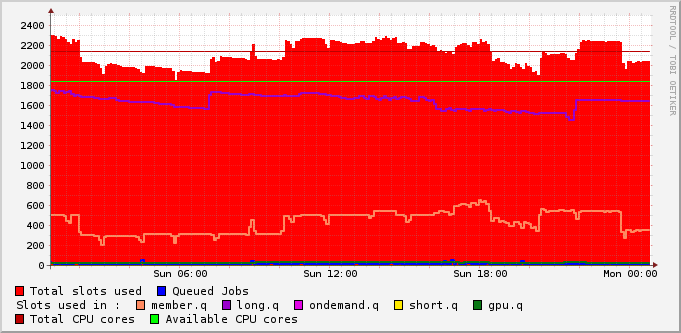 RRDTOOL / TOBI OETIKER
2400
2200
2000
1800
1600
1400
1200
1000
800
600
400
200
0
Sun 06:00 Sun 12:00 Sun 18:00 Mon 00:00
Total slots used Queued Jobs
Slots used in : member.q long.q ondemand.q short.q gpu.q
Total CPU cores Available CPU cores